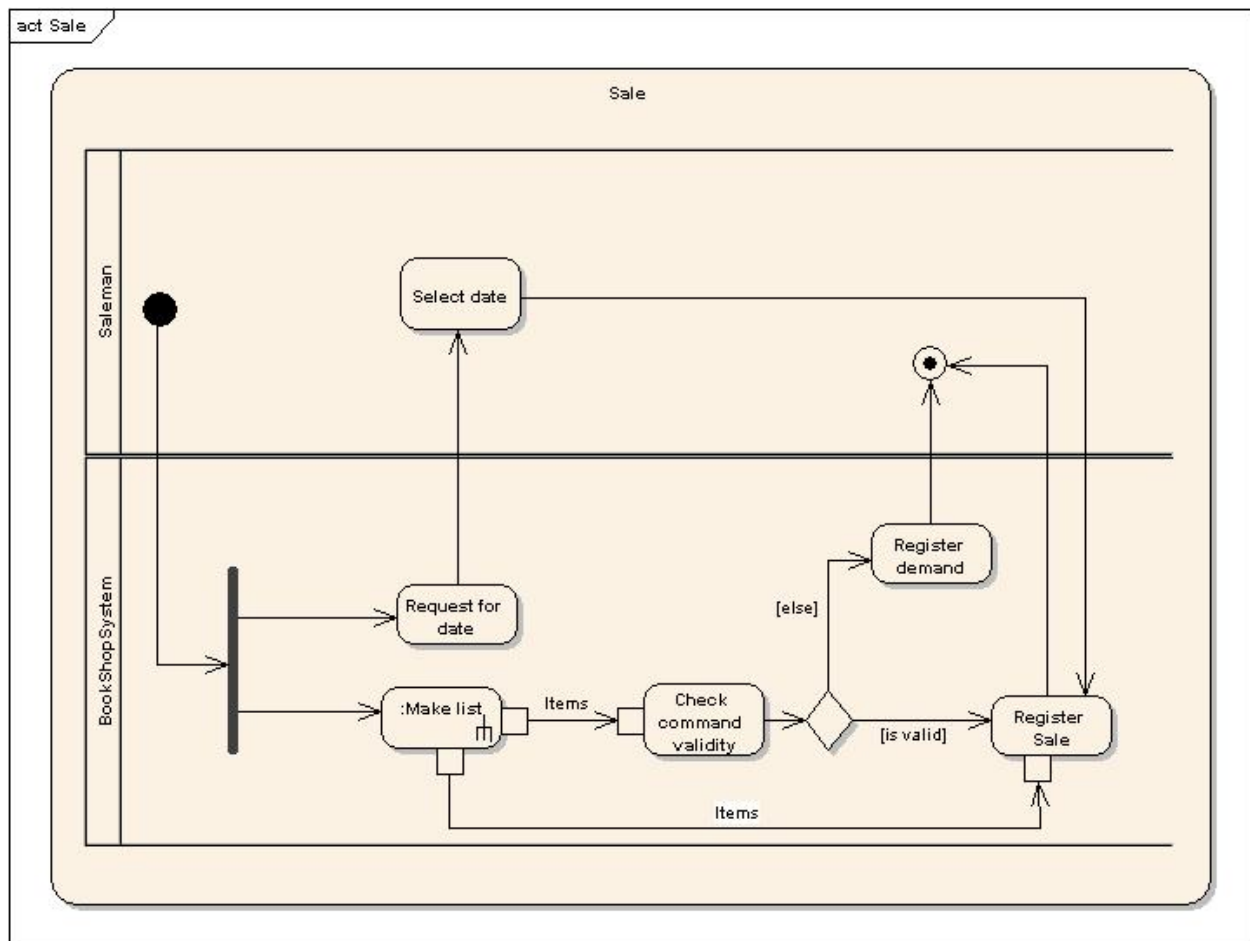 act Sale
Sale
Saleman
Select date
BookShopSystem
Register
demand
Request for
date
[else]
:Make list
Items
Check
command
validity
[is valid]
Register
Sale
Items